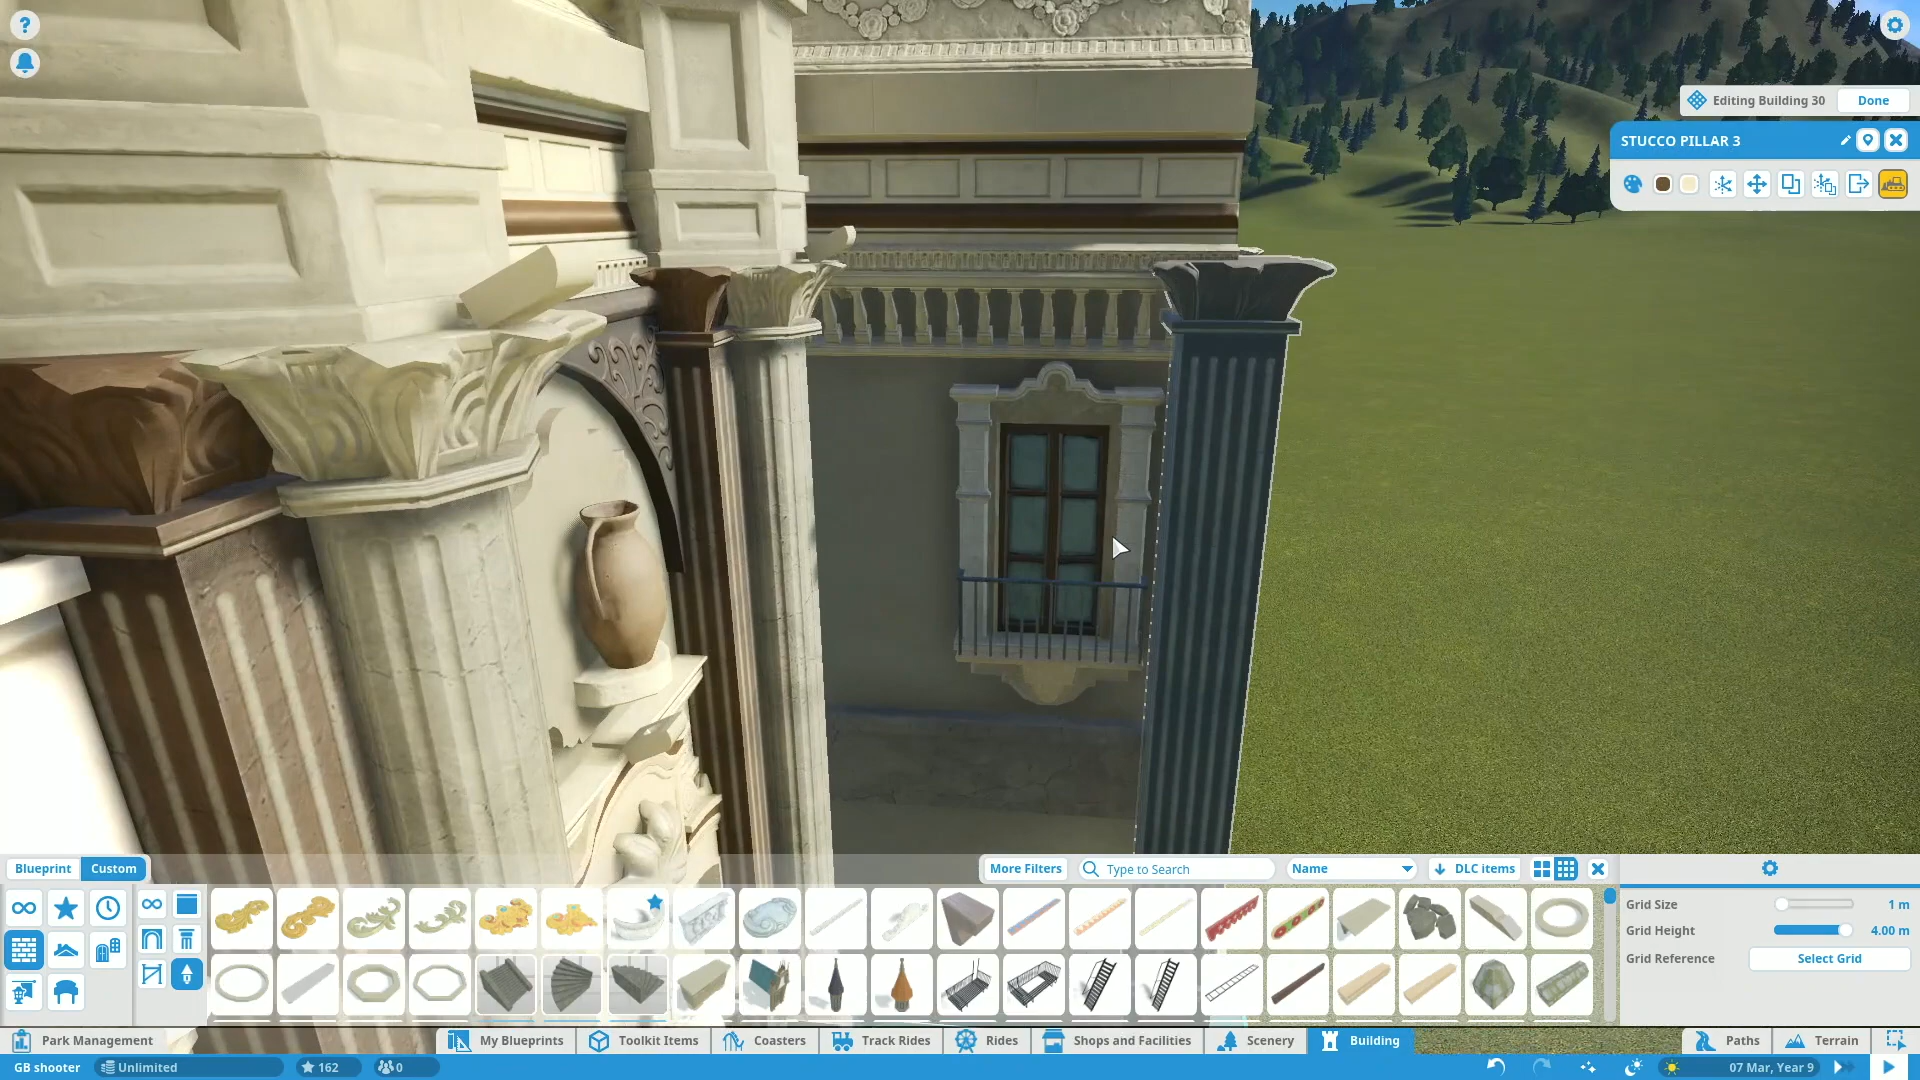 ?
Editing Building 30 Done
STUCCO PILLAR 3
Blueprint Custom
More Filters Type to Search Name DLC items
Grid Size 1 m
Grid Height 4.00 m
Grid Reference Select Grid
Park Management My Blueprints Toolkit Items Coasters Track Rides Rides Shops and Facilities Scenery Building Paths Terrain
GB shooter Unlimited 162 0 07 Mar, Year 9